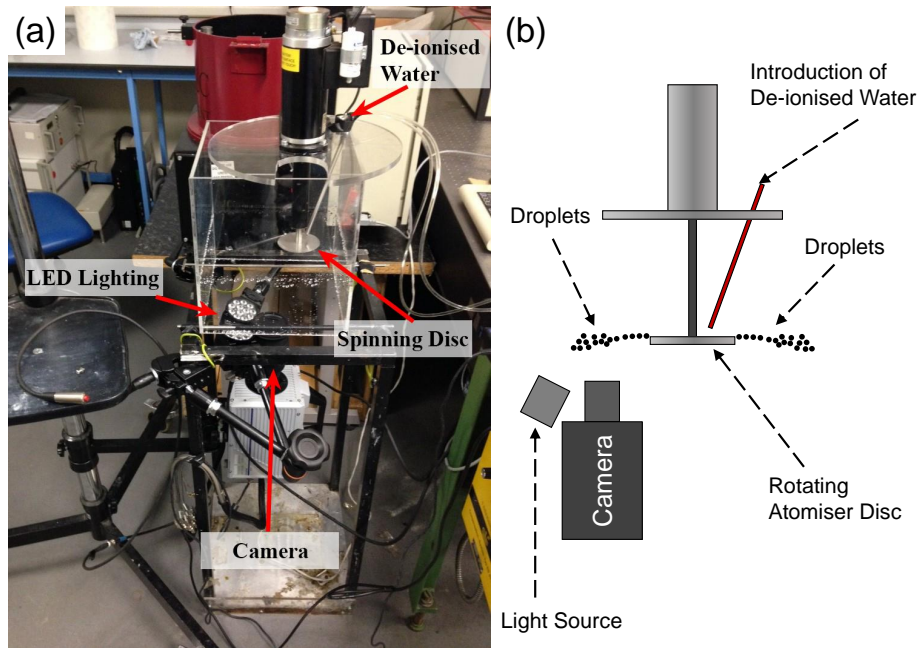 (a)
De-ionised
Water
LED Lighting
Spinning Disc
Camera
(b)
Introduction of
De-ionised Water
Droplets
Droplets
Camera
Rotating
Atomiser Disc
Light Source